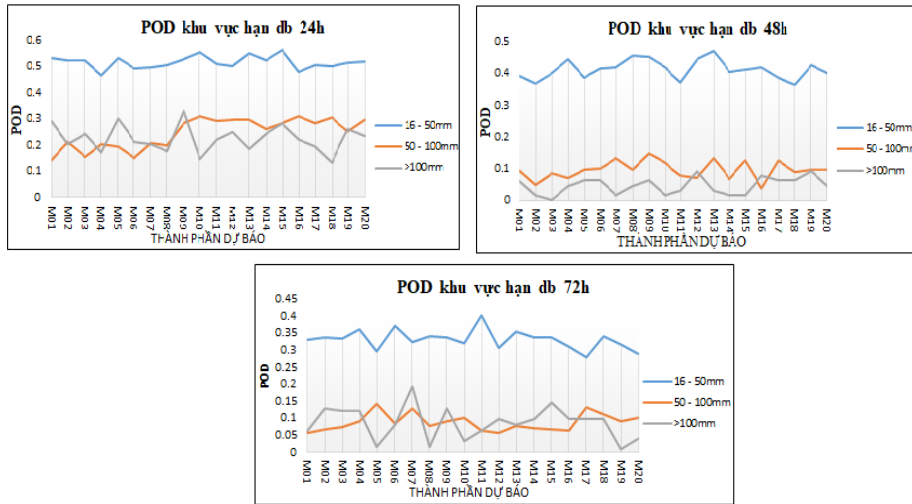 POD khu vực hạn db 24h
0.6
0.5
0.4
0.3
0.2
0.1
0
POD
16 - 50mm
50 - 100mm
>100mm
M01
M02
M03
M04
M05
M06
M07
M08
M09
M10
M11
M12
M13
M14
M15
M16
M17
M18
M19
M20
THÀNH PHẦN DỰ BÁO
POD khu vực hạn db 48h
0.5
0.4
0.3
0.2
0.1
0
POD
16 - 50mm
50 - 100mm
>100mm
M01
M02
M03
M04
M05
M06
M07
M08
M09
M10
M11
M12
M13
M14
M15
M16
M17
M18
M19
M20
THÀNH PHẦN DỰ BÁO
POD khu vực hạn db 72h
0.45
0.4
0.35
0.3
0.25
0.2
0.15
0.1
0.05
0
POD
16 - 50mm
50 - 100mm
>100mm
M01
M02
M03
M04
M05
M06
M07
M08
M09
M10
M11
M12
M13
M14
M15
M16
M17
M18
M19
M20
THÀNH PHẦN DỰ BÁO